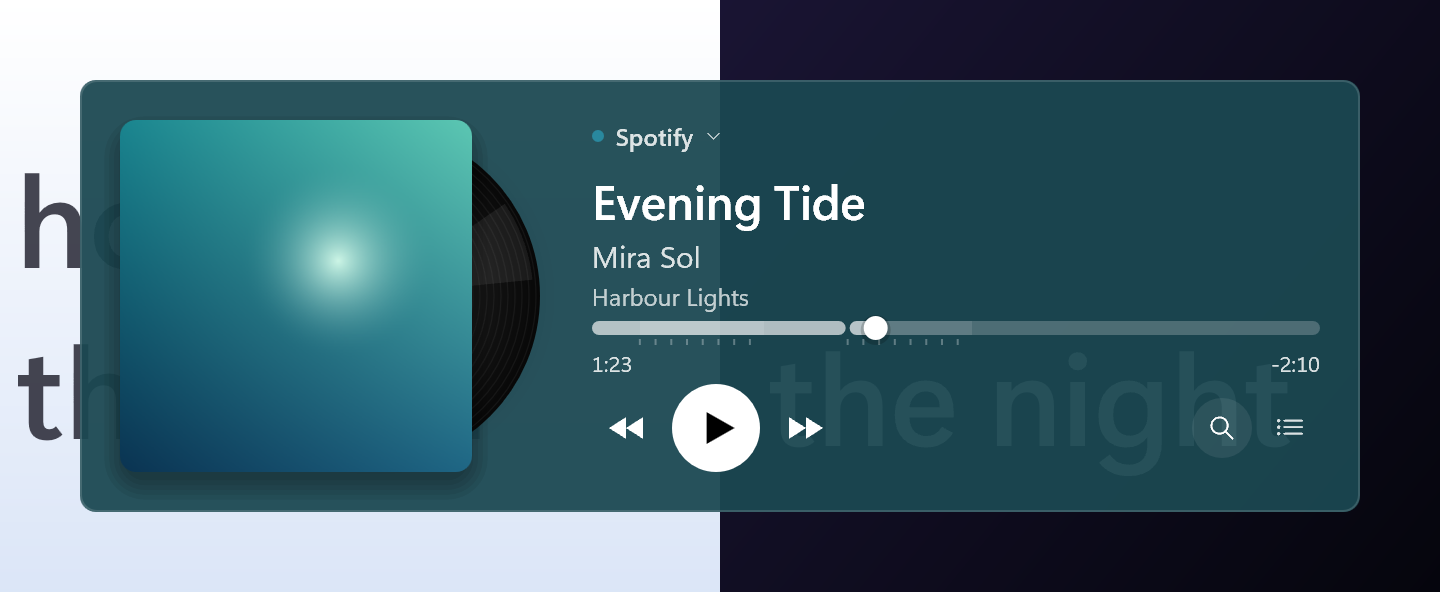 Spotify
Evening Tide
Mira Sol
Harbour Lights
1:23
-2:10
the night